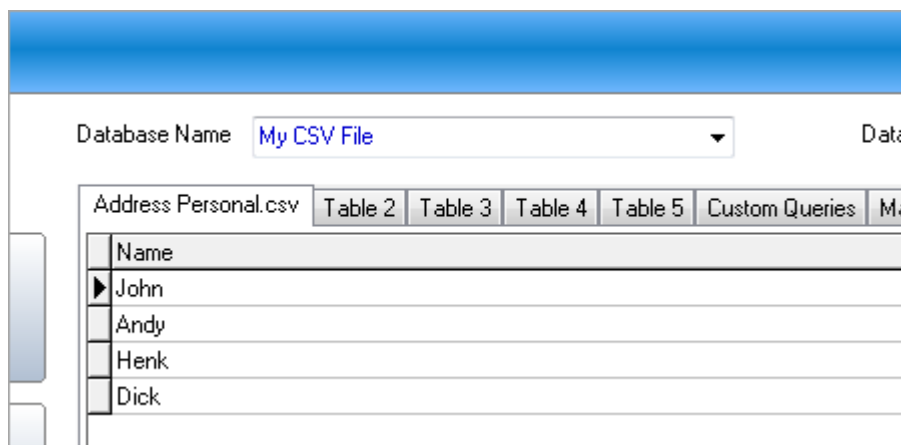 Database Name My CSV File
Address Personal.csv Table 2 Table 3 Table 4 Table 5 Custom Queries
Name
John
Andy
Henk
Dick